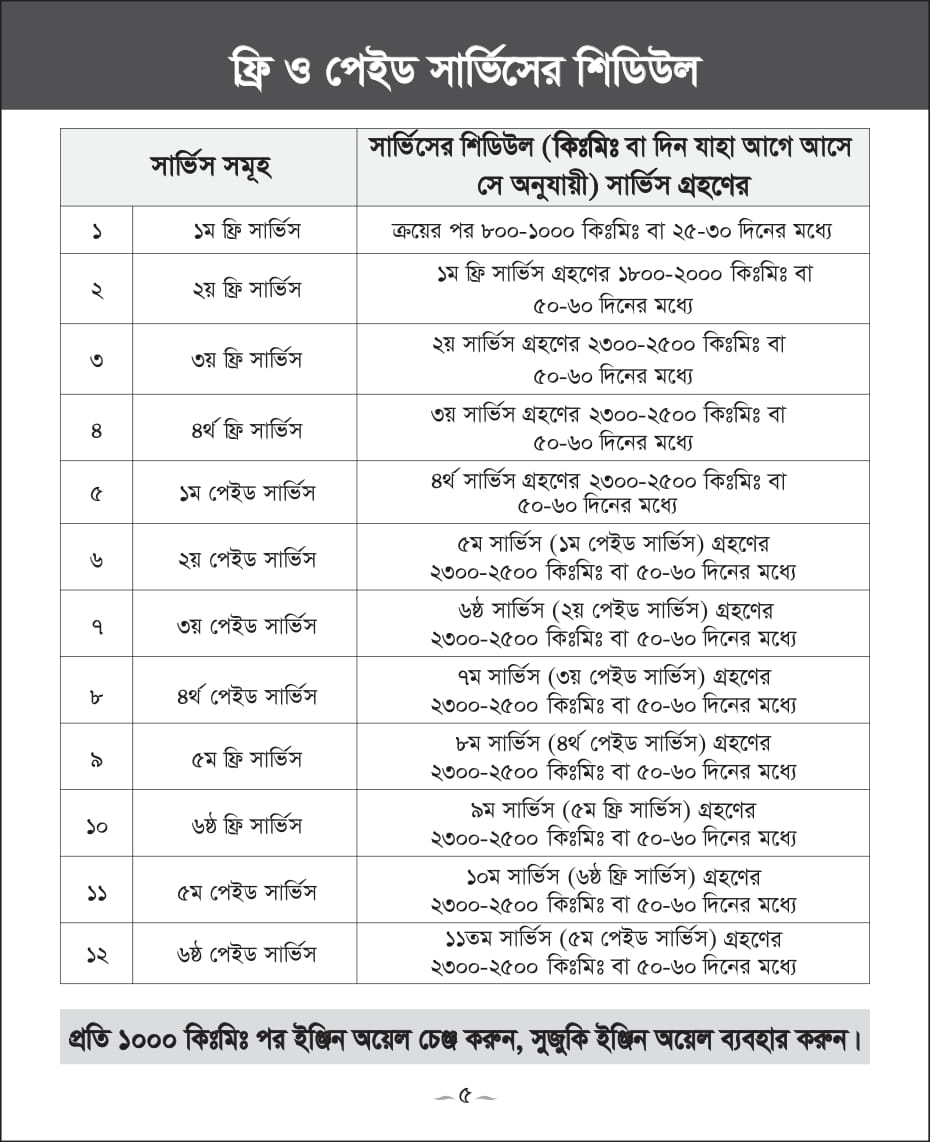 ফ্রি ও পেইড সার্ভিসের শিডিউল
সার্ভিস সমূহ
সার্ভিসের শিডিউল (কিঃমিঃ বা দিন যাহা আগে আসে
সে অনুযায়ী) সার্ভিস গ্রহণের
১ ১ম ফ্রি সার্ভিস ক্রয়ের পর ৮০০-১০০০ কিঃমিঃ বা ২৫-৩০ দিনের মধ্যে
২ ২য় ফ্রি সার্ভিস ১ম ফ্রি সার্ভিস গ্রহণের ১৮০০-২০০০ কিঃমিঃ বা
৫০-৬০ দিনের মধ্যে
৩ ৩য় ফ্রি সার্ভিস ২য় সার্ভিস গ্রহণের ২৩০০-২৫০০ কিঃমিঃ বা
৫০-৬০ দিনের মধ্যে
৪ ৪র্থ ফ্রি সার্ভিস ৩য় সার্ভিস গ্রহণের ২৩০০-২৫০০ কিঃমিঃ বা
৫০-৬০ দিনের মধ্যে
৫ ১ম পেইড সার্ভিস ৪র্থ সার্ভিস গ্রহণের ২৩০০-২৫০০ কিঃমিঃ বা
৫০-৬০ দিনের মধ্যে
৬ ২য় পেইড সার্ভিস ৫ম সার্ভিস (১ম পেইড সার্ভিস) গ্রহণের
২৩০০-২৫০০ কিঃমিঃ বা ৫০-৬০ দিনের মধ্যে
৭ ৩য় পেইড সার্ভিস ৬ষ্ঠ সার্ভিস (২য় পেইড সার্ভিস) গ্রহণের
২৩০০-২৫০০ কিঃমিঃ বা ৫০-৬০ দিনের মধ্যে
৮ ৪র্থ পেইড সার্ভিস ৭ম সার্ভিস (৩য় পেইড সার্ভিস) গ্রহণের
২৩০০-২৫০০ কিঃমিঃ বা ৫০-৬০ দিনের মধ্যে
৯ ৫ম ফ্রি সার্ভিস ৮ম সার্ভিস (৪র্থ পেইড সার্ভিস) গ্রহণের
২৩০০-২৫০০ কিঃমিঃ বা ৫০-৬০ দিনের মধ্যে
১০ ৬ষ্ঠ ফ্রি সার্ভিস ৯ম সার্ভিস (৫ম ফ্রি সার্ভিস) গ্রহণের
২৩০০-২৫০০ কিঃমিঃ বা ৫০-৬০ দিনের মধ্যে
১১ ৫ম পেইড সার্ভিস ১০ম সার্ভিস (৬ষ্ঠ ফ্রি সার্ভিস) গ্রহণের
২৩০০-২৫০০ কিঃমিঃ বা ৫০-৬০ দিনের মধ্যে
১২ ৬ষ্ঠ পেইড সার্ভিস ১১তম সার্ভিস (৫ম পেইড সার্ভিস) গ্রহণের
২৩০০-২৫০০ কিঃমিঃ বা ৫০-৬০ দিনের মধ্যে
প্রতি ১০০০ কিঃমিঃ পর ইঞ্জিন অয়েল চেঞ্জ করুন, সুজুকি ইঞ্জিন অয়েল ব্যবহার করুন।
৫